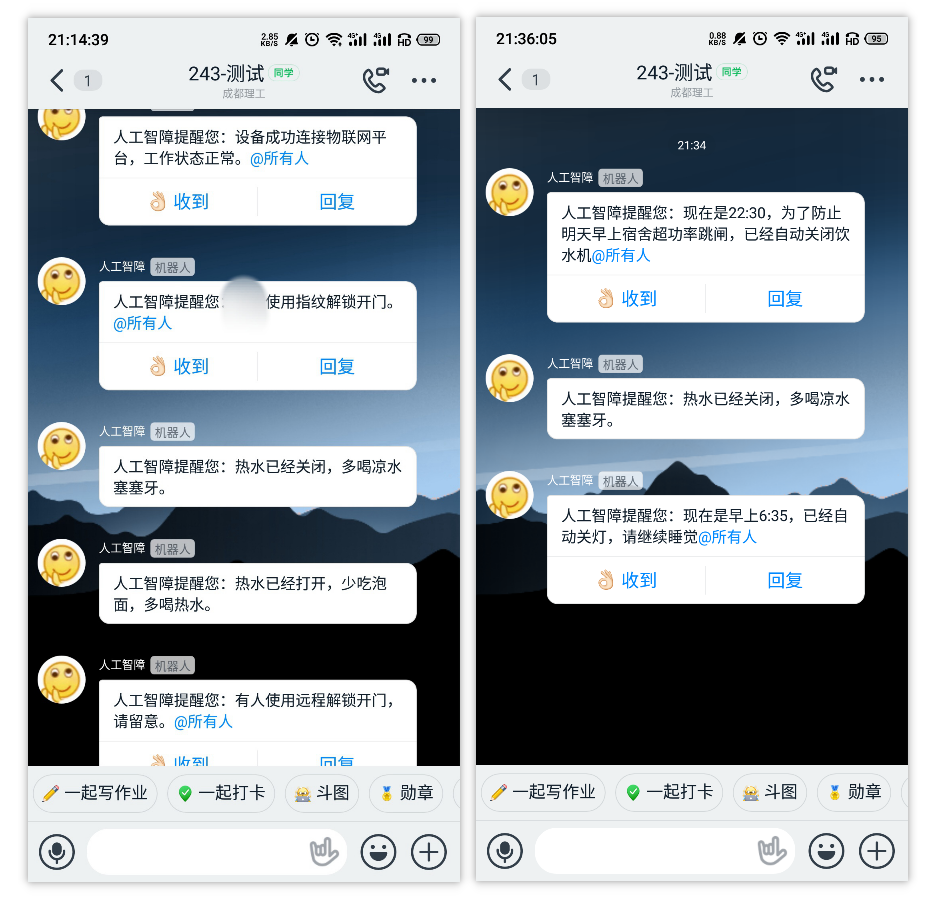 21:14:39
2.85
KB/S
4G+
4G
HD
99
1
243-测试
同学
成都理工
人工智障提醒您：设备成功连接物联网平
台，工作状态正常。@所有人
👌 收到
回复
人工智障 机器人
人工智障提醒您：
使用指纹解锁开门。
@所有人
👌 收到
回复
人工智障 机器人
人工智障提醒您：热水已经关闭，多喝凉水
塞塞牙。
人工智障 机器人
人工智障提醒您：热水已经打开，少吃泡
面，多喝热水。
人工智障 机器人
人工智障提醒您：有人使用远程解锁开门，
请留意。@所有人
👌 收到
回复
一起写作业
一起打卡
斗图
勋章
21:36:05
0.88
KB/S
4G+
4G
HD
95
1
243-测试
同学
成都理工
21:34
人工智障 机器人
人工智障提醒您：现在是22:30，为了防止
明天早上宿舍超功率跳闸，已经自动关闭饮
水机@所有人
👌 收到
回复
人工智障 机器人
人工智障提醒您：热水已经关闭，多喝凉水
塞塞牙。
人工智障 机器人
人工智障提醒您：现在是早上6:35，已经自
动关灯，请继续睡觉@所有人
👌 收到
回复
一起写作业
一起打卡
斗图
勋章